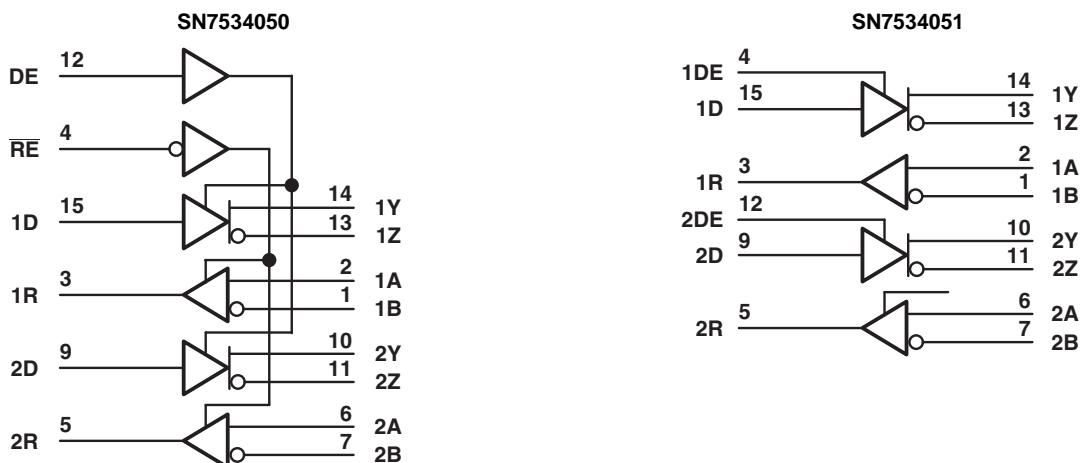 SN7534050
DE 12
RE 4
1D 15
14 1Y
13 1Z
1R 3
2 1A
1 1B
2D 9
10 2Y
11 2Z
2R 5
6 2A
7 2B
SN7534051
1DE 4
1D 15
14 1Y
13 1Z
1R 3
2 1A
1 1B
2DE 12
2D 9
10 2Y
11 2Z
2R 5
6 2A
7 2B